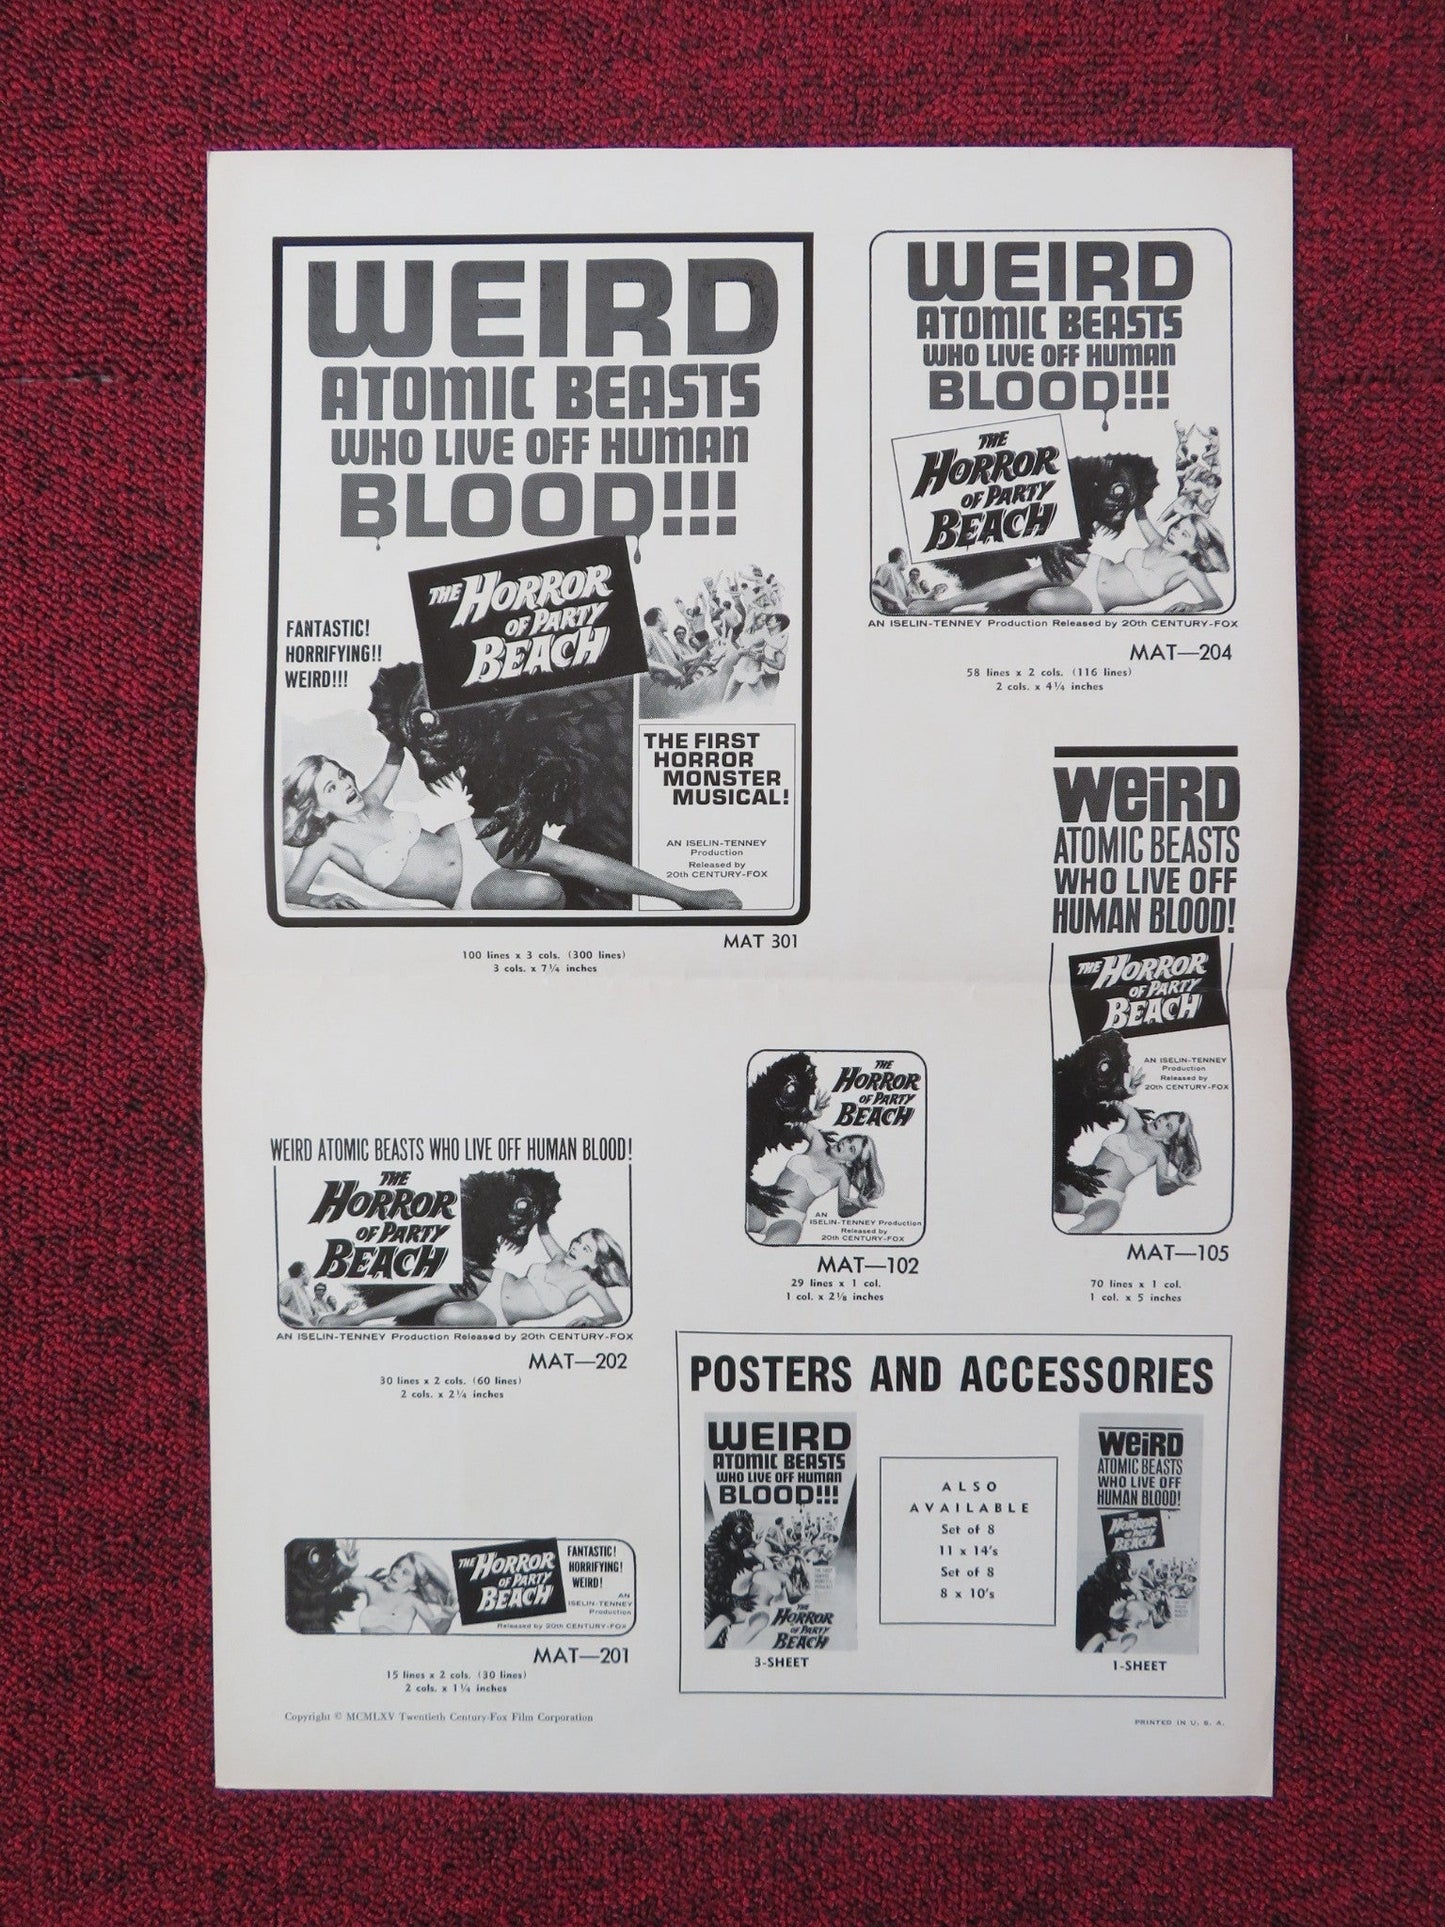 WEIRD
ATOMIC BEASTS
WHO LIVE OFF HUMAN
BLOOD!!!
THE HORROR
OF PARTY
BEACH
FANTASTIC!
HORRIFYING!!
WEIRD!!!
THE FIRST
HORROR
MONSTER
MUSICAL!
AN ISELIN-TENNEY
Production
Released by
20th CENTURY-FOX
MAT 301
100 lines x 3 cols. (300 lines)
3 cols. x 7¼ inches
WEIRD
ATOMIC BEASTS
WHO LIVE OFF HUMAN
BLOOD!!!
THE
HORROR
OF PARTY
BEACH
AN ISELIN-TENNEY Production Released by 20th CENTURY-FOX
MAT—204
58 lines x 2 cols. (116 lines)
2 cols. x 4¼ inches
WEiRD
ATOMIC BEASTS
WHO LIVE OFF
HUMAN BLOOD!
THE HORROR
OF PARTY
BEACH
AN ISELIN-TENNEY
Production
Released by
20th CENTURY-FOX
MAT—105
70 lines x 1 col.
1 col. x 5 inches
THE
HORROR
OF PARTY
BEACH
AN
ISELIN-TENNEY Production
Released by
20th CENTURY-FOX
MAT—102
29 lines x 1 col.
1 col. x 2⅛ inches
WEIRD ATOMIC BEASTS WHO LIVE OFF HUMAN BLOOD!
THE
HORROR
OF PARTY
BEACH
AN ISELIN-TENNEY Production Released by 20th CENTURY-FOX
MAT—202
30 lines x 2 cols. (60 lines)
2 cols. x 2¼ inches
THE HORROR
OF PARTY
BEACH
FANTASTIC!
HORRIFYING!
WEIRD!
AN
ISELIN-TENNEY
Production
Released by 20th CENTURY-FOX
MAT—201
15 lines x 2 cols. (30 lines)
2 cols. x 1¼ inches
POSTERS AND ACCESSORIES
WEIRD
ATOMIC BEASTS
WHO LIVE OFF HUMAN
BLOOD!!!
THE FIRST
HORROR
MONSTER
MUSICAL!
THE
HORROR
OF PARTY
BEACH
3-SHEET
ALSO
AVAILABLE
Set of 8
11 x 14's
Set of 8
8 x 10's
WEiRD
ATOMIC BEASTS
WHO LIVE OFF
HUMAN BLOOD!
THE
HORROR
OF PARTY
BEACH
1-SHEET
Copyright © MCMLXV Twentieth Century-Fox Film Corporation
PRINTED IN U. S. A.